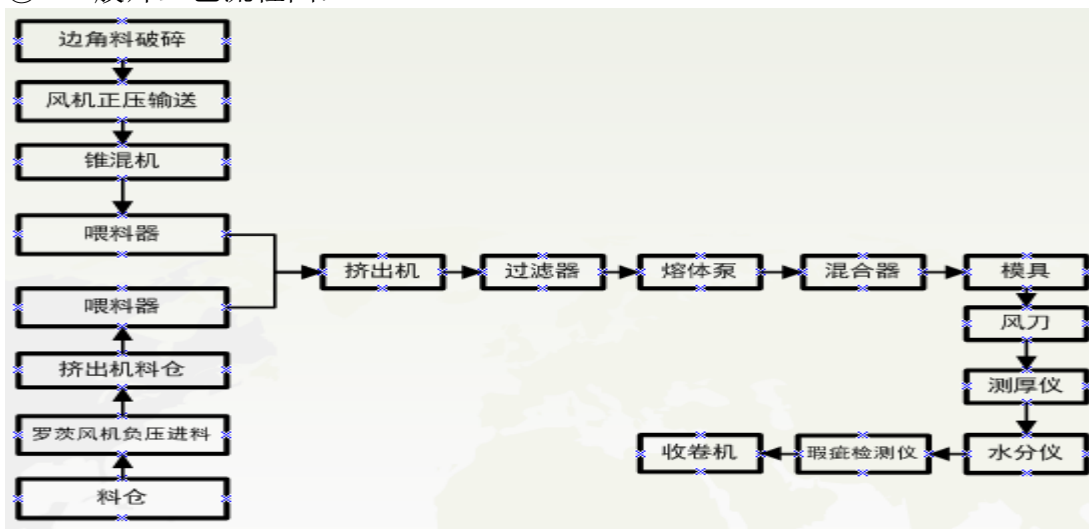 边角料破碎
风机正压输送
锥混机
喂料器
喂料器
挤出机料仓
罗茨风机负压进料
料仓
挤出机
过滤器
熔体泵
混合器
模具
风刀
测厚仪
水分仪
瑕疵检测仪
收卷机